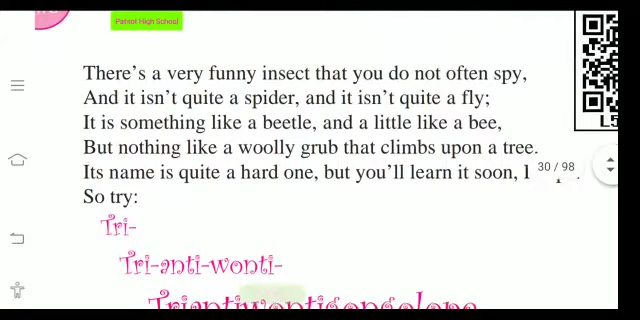 Patriot High School
There's a very funny insect that you do not often spy,
And it isn't quite a spider, and it isn't quite a fly;
It is something like a beetle, and a little like a bee,
But nothing like a woolly grub that climbs upon a tree.
Its name is quite a hard one, but you'll learn it soon, I
30 / 98
So try:
Tri-
Tri-anti-wonti-
Triantiwontigongolope